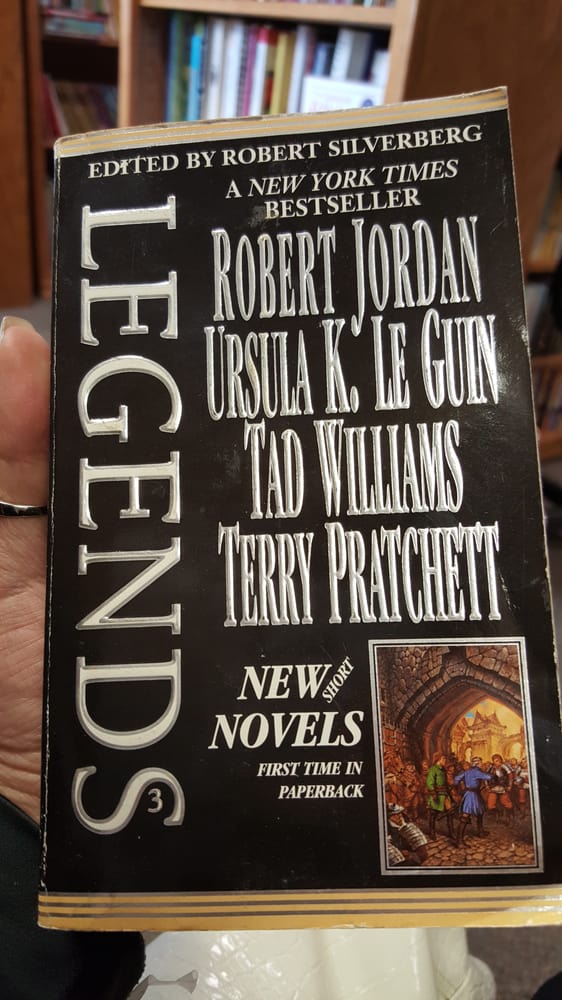 EDITED BY ROBERT SILVERBERG
A NEW YORK TIMES
BESTSELLER
LEGENDS
3
ROBERT JORDAN
URSULA K. LE GUIN
TAD WILLIAMS
TERRY PRATCHETT
NEW SHORT
NOVELS
FIRST TIME IN
PAPERBACK